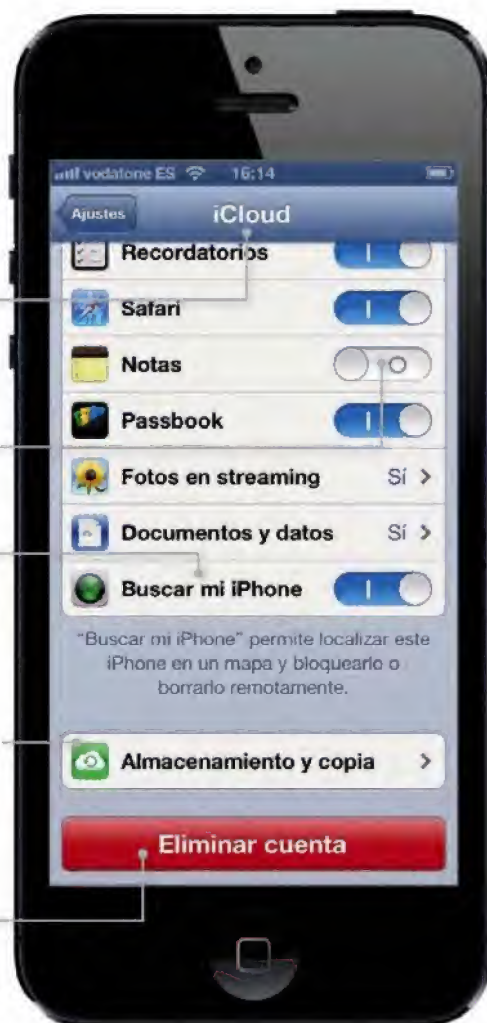 vodafone ES 16:14
Ajustes iCloud
Recordatorios
Safari
Notas
Passbook
Fotos en streaming Sí
Documentos y datos Sí
Buscar mi iPhone
"Buscar mi iPhone" permite localizar este
iPhone en un mapa y bloquearlo o
borrarlo remotamente.
Almacenamiento y copia
Eliminar cuenta